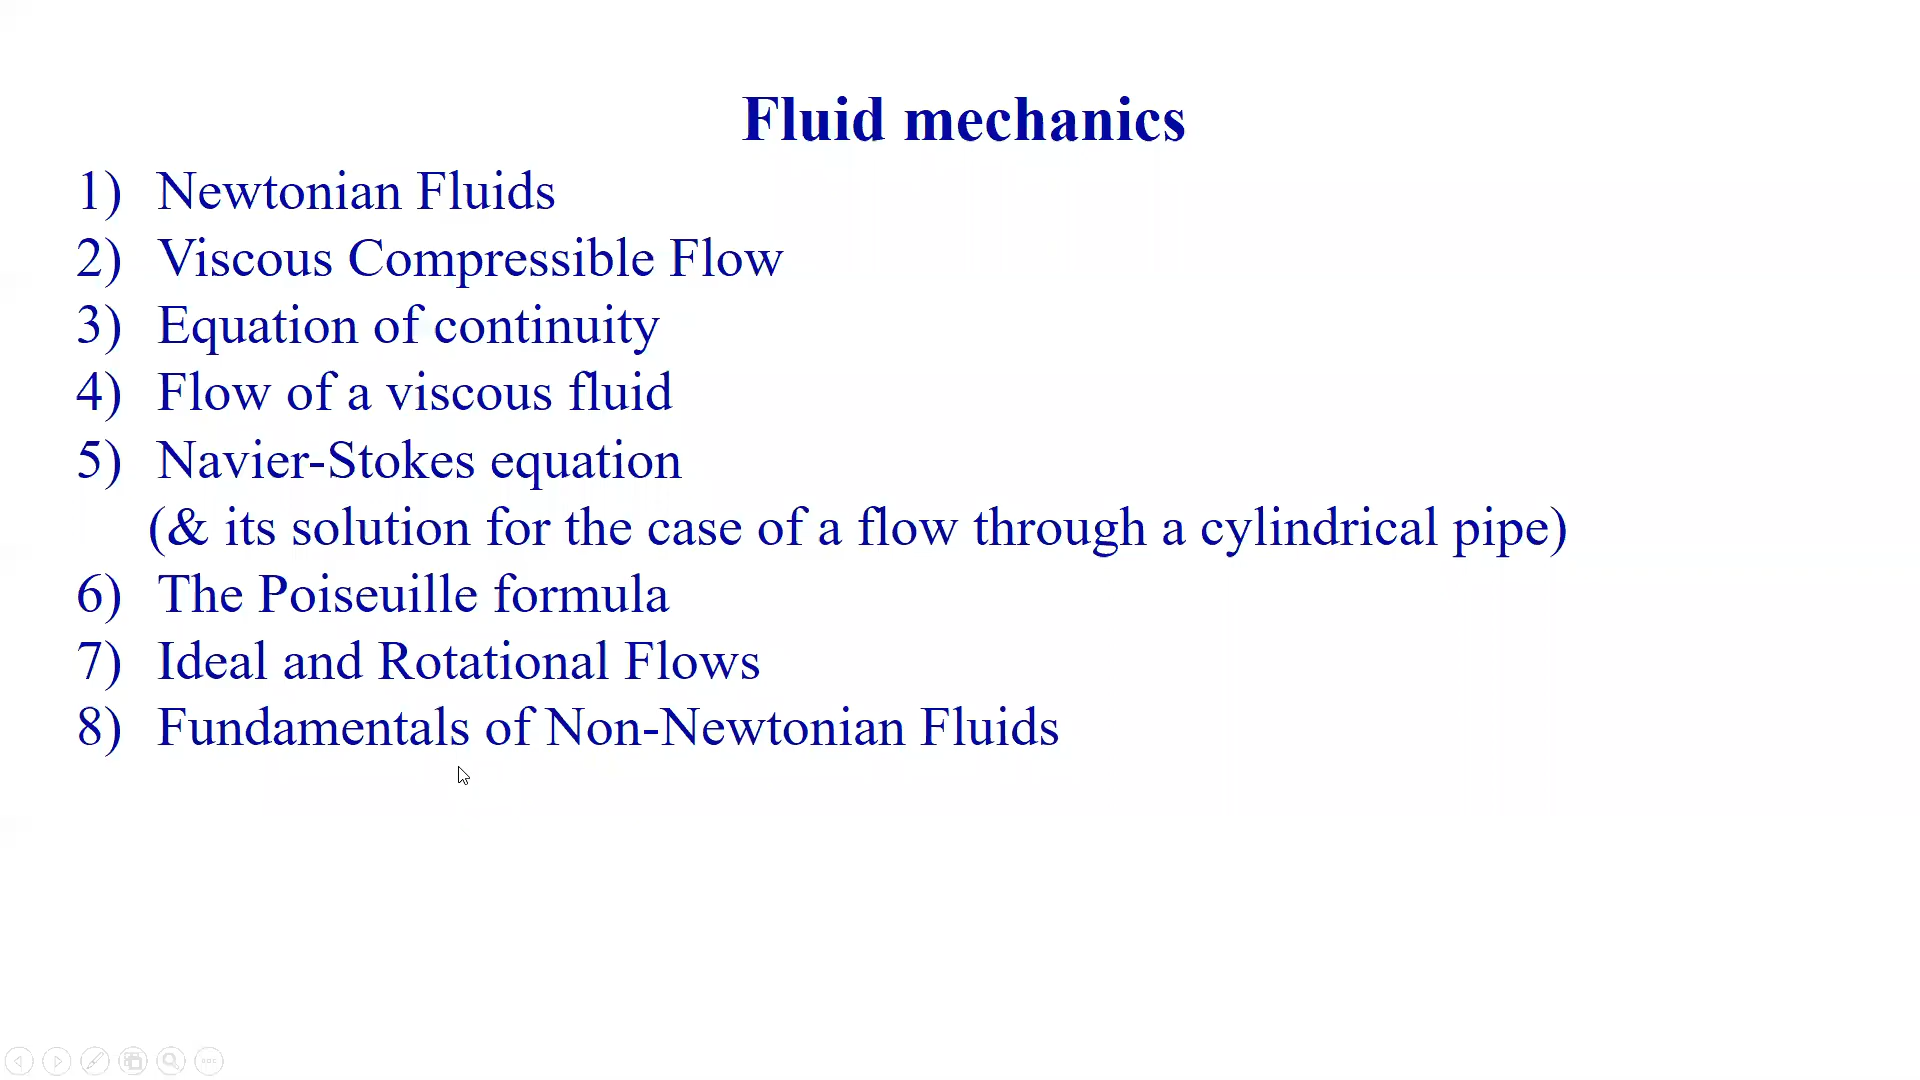 Fluid mechanics
1) Newtonian Fluids
2) Viscous Compressible Flow
3) Equation of continuity
4) Flow of a viscous fluid
5) Navier-Stokes equation
(& its solution for the case of a flow through a cylindrical pipe)
6) The Poiseuille formula
7) Ideal and Rotational Flows
8) Fundamentals of Non-Newtonian Fluids